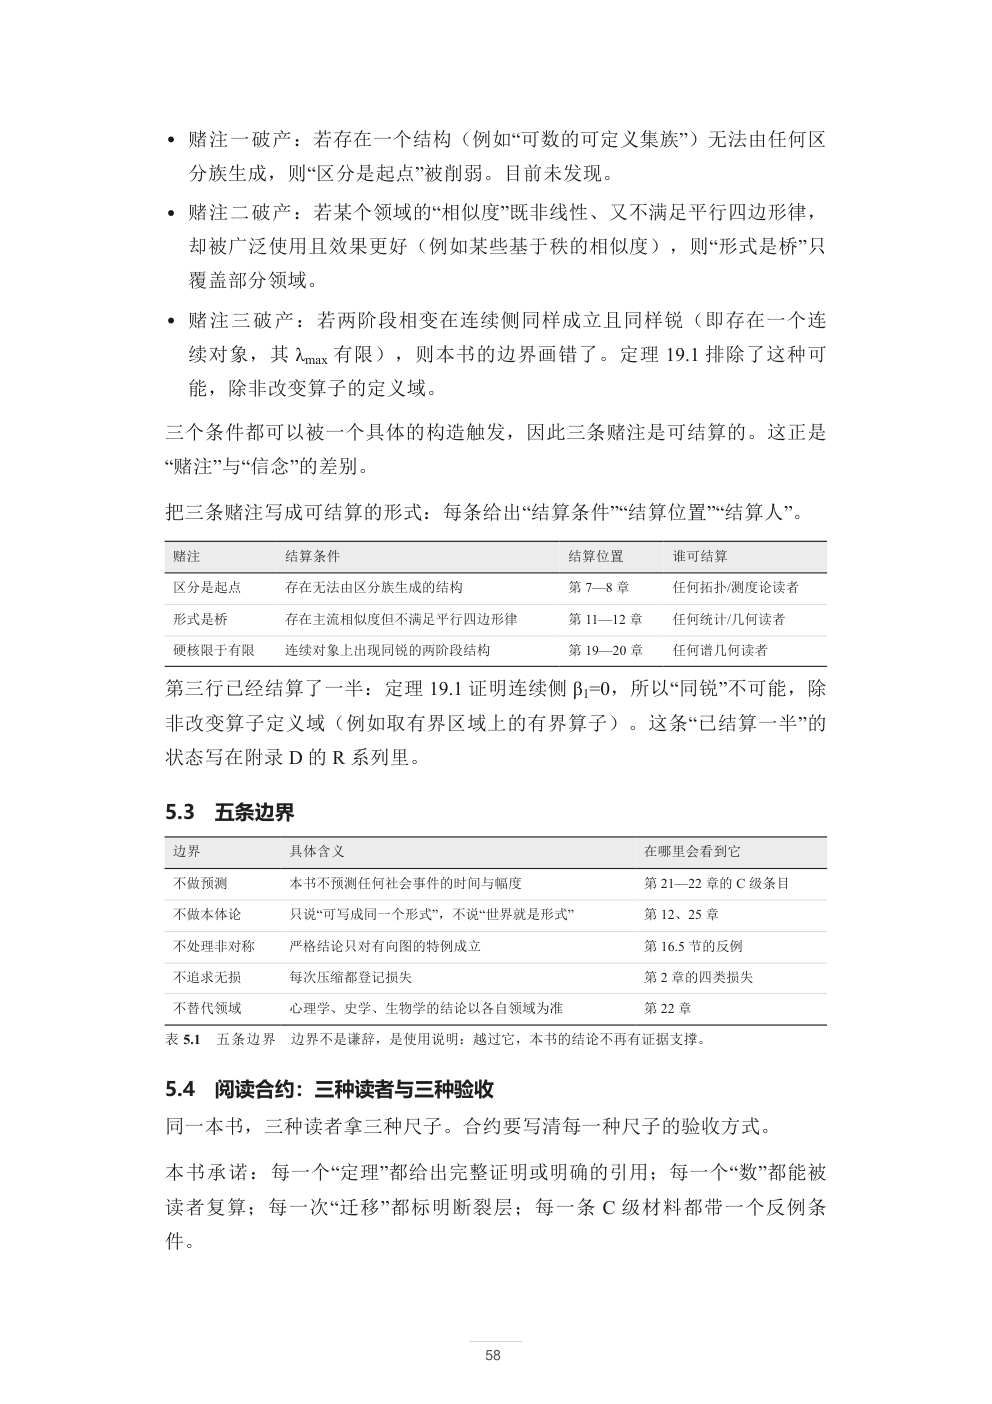 • 赌注一破产：若存在一个结构（例如“可数的可定义集族”）无法由任何区
分族生成，则“区分是起点”被削弱。目前未发现。
• 赌注二破产：若某个领域的“相似度”既非线性、又不满足平行四边形律，
却被广泛使用且效果更好（例如某些基于秩的相似度），则“形式是桥”只
覆盖部分领域。
• 赌注三破产：若两阶段相变在连续侧同样成立且同样锐（即存在一个连
续对象，其 λmax 有限），则本书的边界画错了。定理 19.1 排除了这种可
能，除非改变算子的定义域。
三个条件都可以被一个具体的构造触发，因此三条赌注是可结算的。这正是
“赌注”与“信念”的差别。
把三条赌注写成可结算的形式：每条给出“结算条件”“结算位置”“结算人”。
赌注 结算条件 结算位置 谁可结算
区分是起点 存在无法由区分族生成的结构 第 7—8 章 任何拓扑/测度论读者
形式是桥 存在主流相似度但不满足平行四边形律 第 11—12 章 任何统计/几何读者
硬核限于有限 连续对象上出现同锐的两阶段结构 第 19—20 章 任何谱几何读者
第三行已经结算了一半：定理 19.1 证明连续侧 β₁=0，所以“同锐”不可能，除
非改变算子定义域（例如取有界区域上的有界算子）。这条“已结算一半”的
状态写在附录 D 的 R 系列里。
5.3 五条边界
边界 具体含义 在哪里会看到它
不做预测 本书不预测任何社会事件的时间与幅度 第 21—22 章的 C 级条目
不做本体论 只说“可写成同一个形式”，不说“世界就是形式” 第 12、25 章
不处理非对称 严格结论只对有向图的特例成立 第 16.5 节的反例
不追求无损 每次压缩都登记损失 第 2 章的四类损失
不替代领域 心理学、史学、生物学的结论以各自领域为准 第 22 章
表 5.1 五条边界 边界不是谦辞，是使用说明：越过它，本书的结论不再有证据支撑。
5.4 阅读合约：三种读者与三种验收
同一本书，三种读者拿三种尺子。合约要写清每一种尺子的验收方式。
本书承诺：每一个“定理”都给出完整证明或明确的引用；每一个“数”都能被
读者复算；每一次“迁移”都标明断裂层；每一条 C 级材料都带一个反例条
件。
58